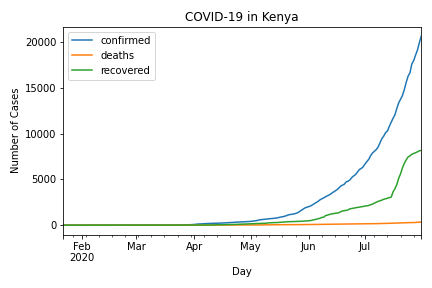 COVID-19 in Kenya
confirmed
deaths
recovered
Number of Cases
20000
15000
10000
5000
0
Feb Mar Apr May Jun Jul
2020
Day